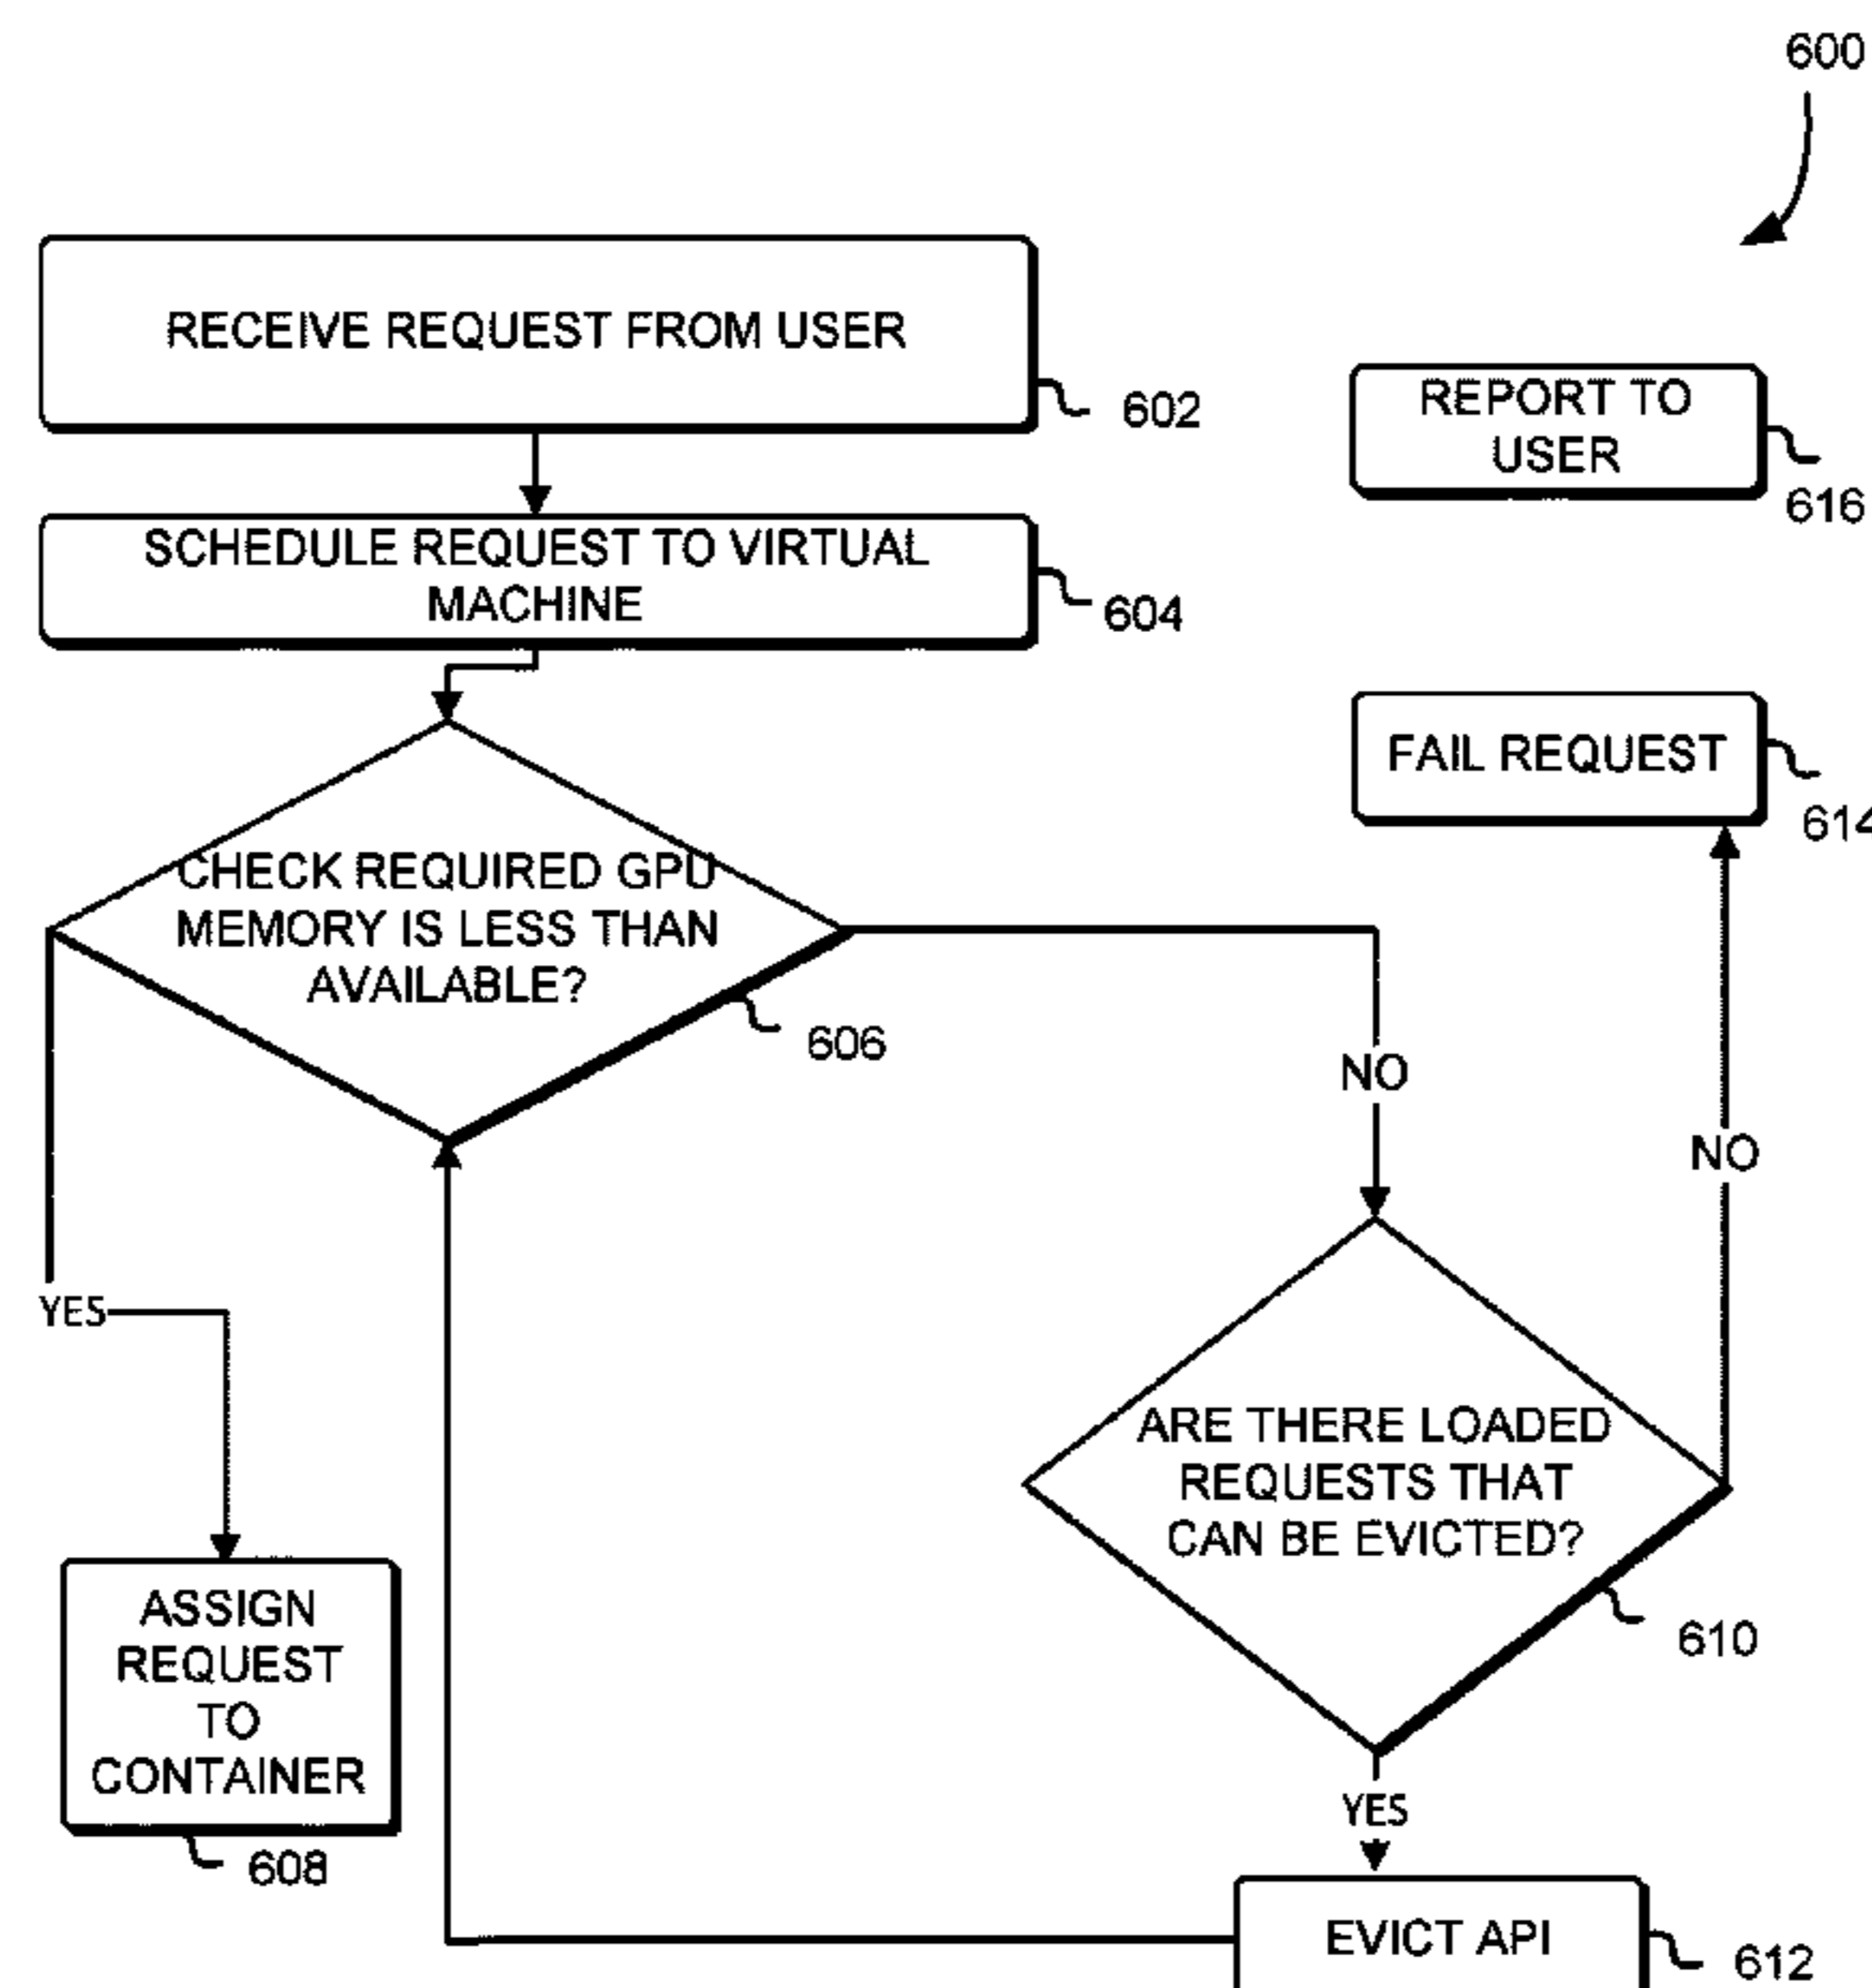 600
RECEIVE REQUEST FROM USER
602
REPORT TO
USER
616
SCHEDULE REQUEST TO VIRTUAL
MACHINE
604
FAIL REQUEST
614
CHECK REQUIRED GPU
MEMORY IS LESS THAN
AVAILABLE?
606
NO
NO
YES
ARE THERE LOADED
REQUESTS THAT
CAN BE EVICTED?
610
ASSIGN
REQUEST
TO
CONTAINER
608
YES
EVICT API
612